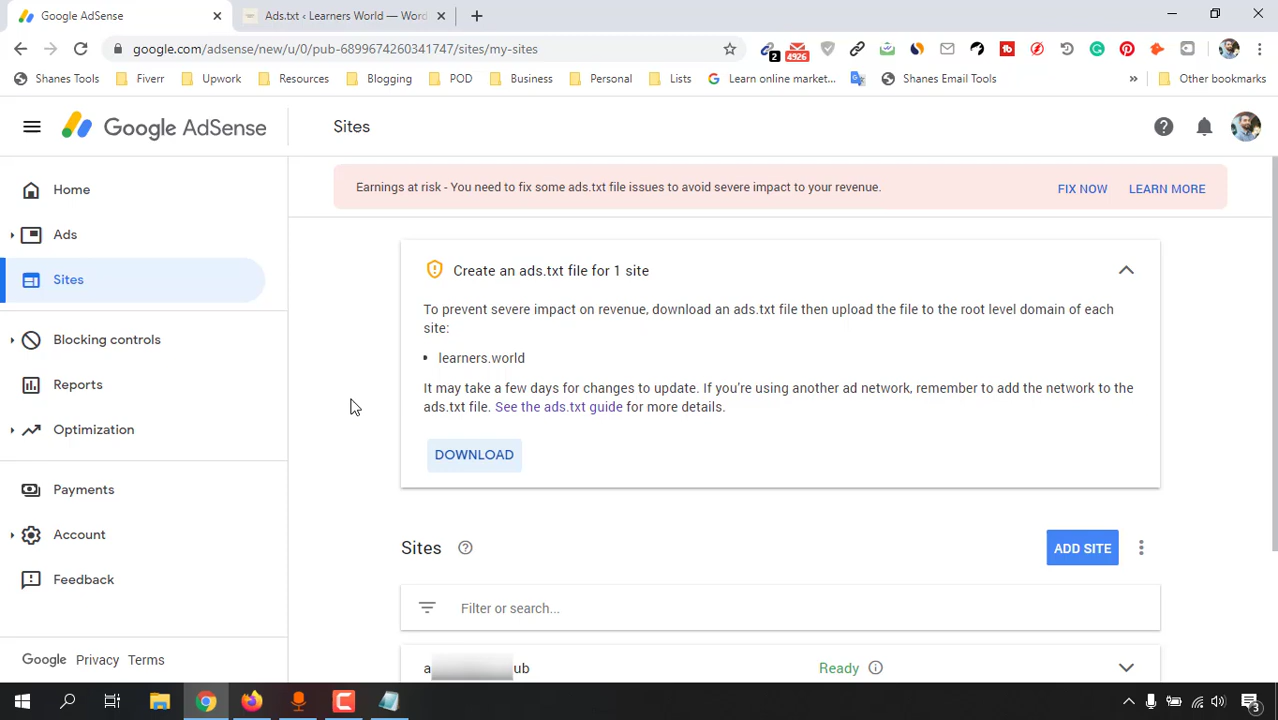 Google AdSense
Ads.txt ‹ Learners World — Word
google.com/adsense/new/u/0/pub-6899674260341747/sites/my-sites
2
4926
Shanes Tools
Fiverr
Upwork
Resources
Blogging
POD
Business
Personal
Lists
Learn online market...
Shanes Email Tools
»
Other bookmarks
Google AdSense
Sites
Home
Ads
Sites
Blocking controls
Reports
Optimization
Payments
Account
Feedback
Google Privacy Terms
Earnings at risk - You need to fix some ads.txt file issues to avoid severe impact to your revenue.
FIX NOW
LEARN MORE
Create an ads.txt file for 1 site
To prevent severe impact on revenue, download an ads.txt file then upload the file to the root level domain of each
site:
• learners.world
It may take a few days for changes to update. If you're using another ad network, remember to add the network to the
ads.txt file. See the ads.txt guide for more details.
DOWNLOAD
Sites
ADD SITE
Filter or search...
a
ub
Ready
3